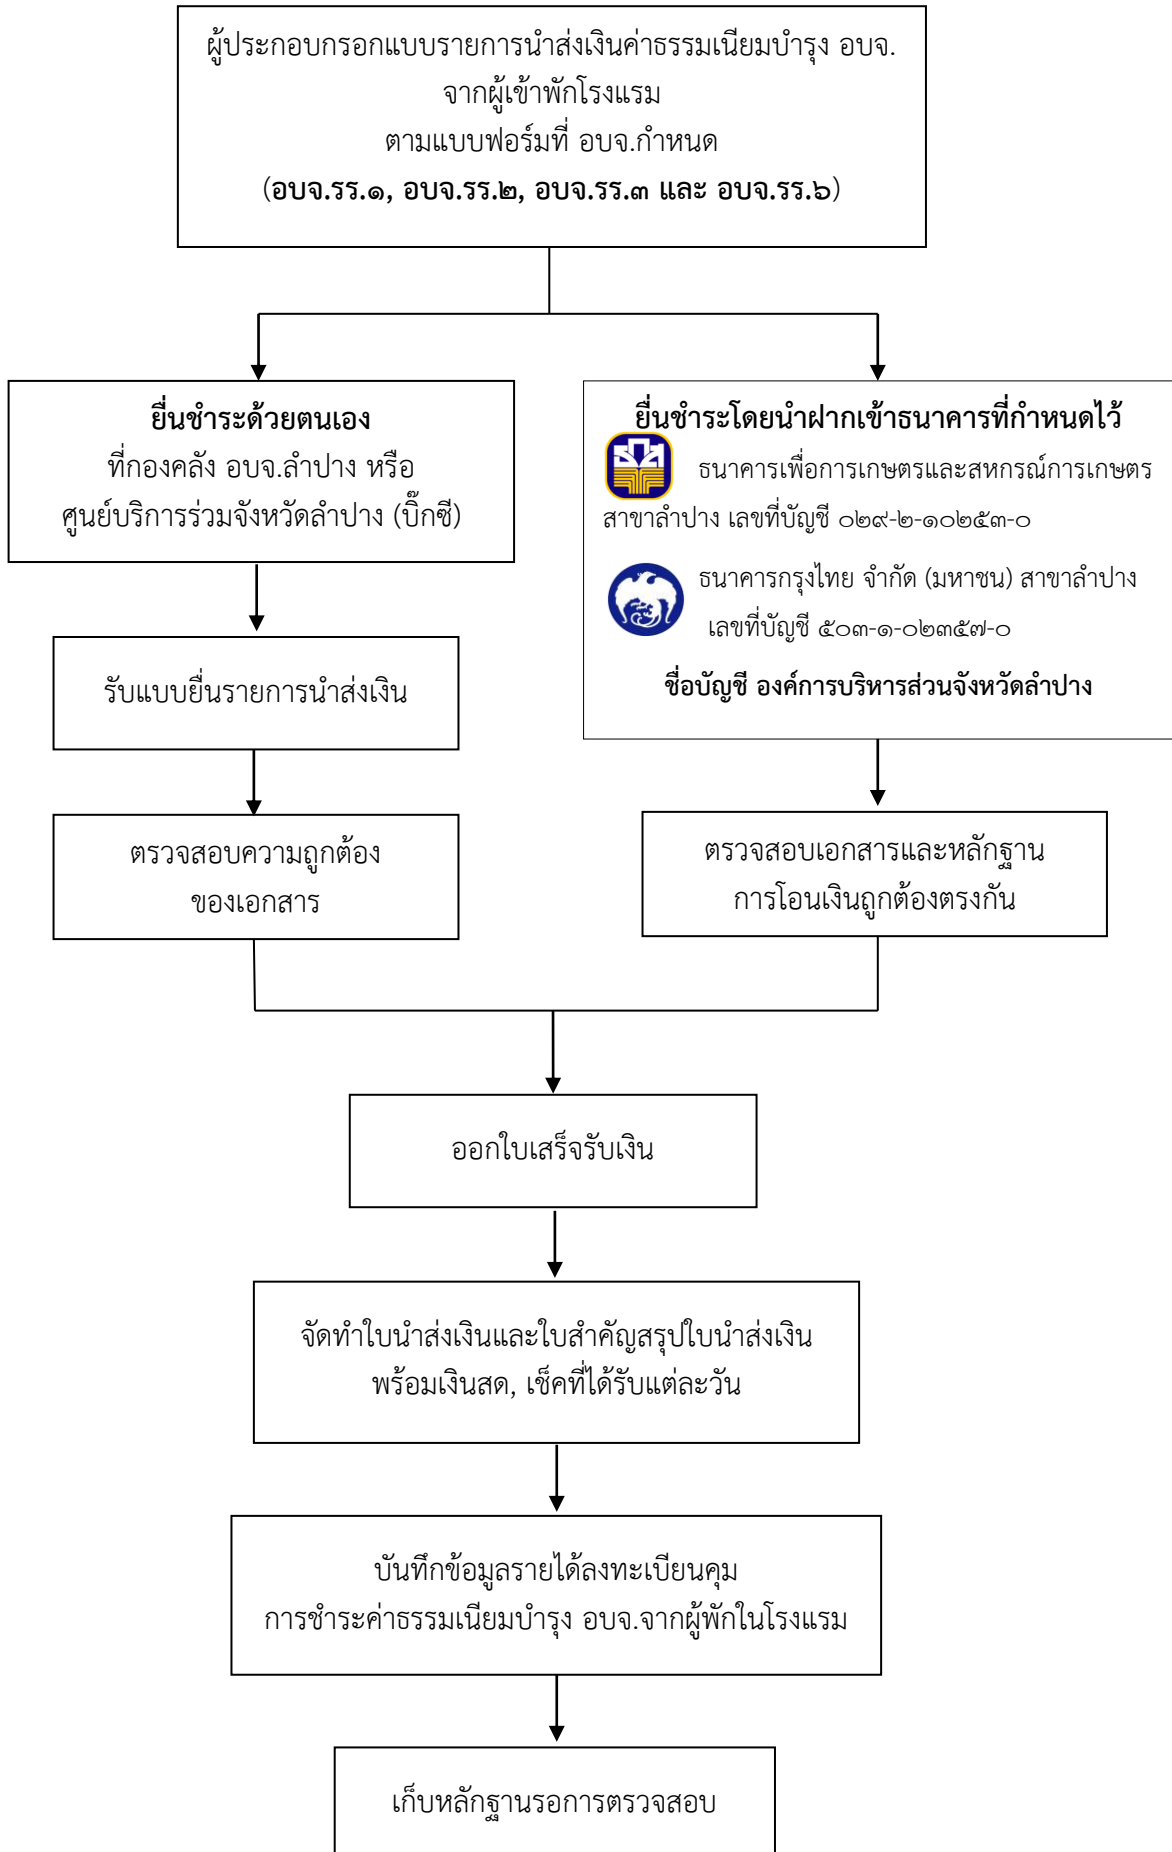 ผู้ประกอบกรอกแบบรายการนำส่งเงินค่าธรรมเนียมบำรุง อบจ.
จากผู้เข้าพักโรงแรม
ตามแบบฟอร์มที่ อบจ.กำหนด
(อบจ.รร.๑, อบจ.รร.๒, อบจ.รร.๓ และ อบจ.รร.๖)
ยื่นชำระด้วยตนเอง
ที่กองคลัง อบจ.ลำปาง หรือ
ศูนย์บริการร่วมจังหวัดลำปาง (บิ๊กซี)
ยื่นชำระโดยนำฝากเข้าธนาคารที่กำหนดไว้
ธนาคารเพื่อการเกษตรและสหกรณ์การเกษตร
สาขาลำปาง เลขที่บัญชี ๐๒๙-๒-๑๐๒๕๓-๐
ธนาคารกรุงไทย จำกัด (มหาชน) สาขาลำปาง
เลขที่บัญชี ๕๐๓-๑-๐๒๓๕๗-๐
ชื่อบัญชี องค์การบริหารส่วนจังหวัดลำปาง
รับแบบยื่นรายการนำส่งเงิน
ตรวจสอบความถูกต้อง
ของเอกสาร
ตรวจสอบเอกสารและหลักฐาน
การโอนเงินถูกต้องตรงกัน
ออกใบเสร็จรับเงิน
จัดทำใบนำส่งเงินและใบสำคัญสรุปใบนำส่งเงิน
พร้อมเงินสด, เช็คที่ได้รับแต่ละวัน
บันทึกข้อมูลรายได้ลงทะเบียนคุม
การชำระค่าธรรมเนียมบำรุง อบจ.จากผู้พักในโรงแรม
เก็บหลักฐานรอการตรวจสอบ